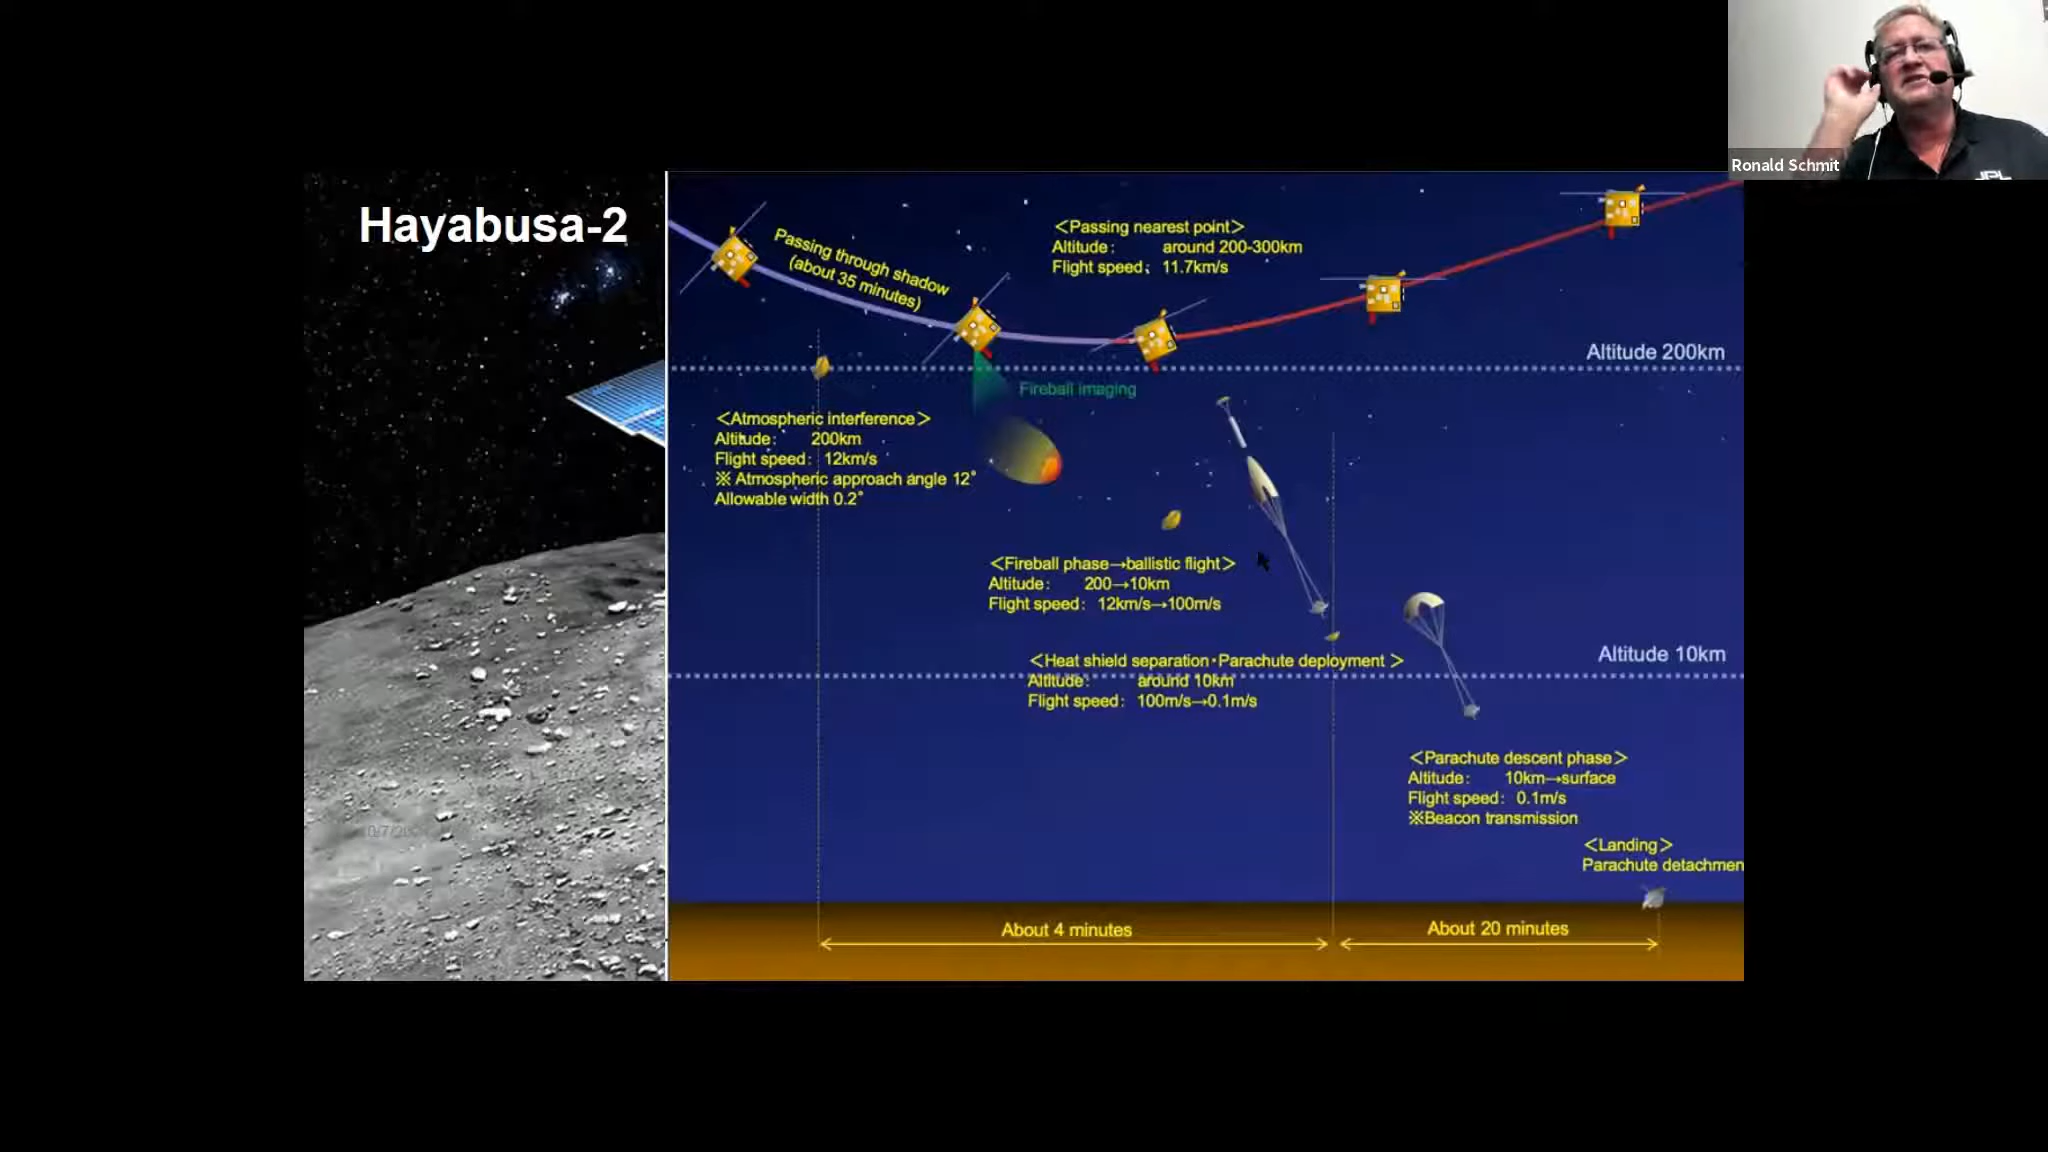 Ronald Schmit
Hayabusa-2
Passing through shadow
(about 35 minutes)
<Passing nearest point>
Altitude: around 200-300km
Flight speed: 11.7km/s
Altitude 200km
Fireball imaging
<Atmospheric interference>
Altitude: 200km
Flight speed: 12km/s
※ Atmospheric approach angle 12°
Allowable width 0.2°
<Fireball phase→ballistic flight>
Altitude: 200→10km
Flight speed: 12km/s→100m/s
<Heat shield separation・Parachute deployment >
Altitude: around 10km
Flight speed: 100m/s→0.1m/s
Altitude 10km
<Parachute descent phase>
Altitude: 10km→surface
Flight speed: 0.1m/s
※Beacon transmission
<Landing>
Parachute detachmen
About 4 minutes
About 20 minutes